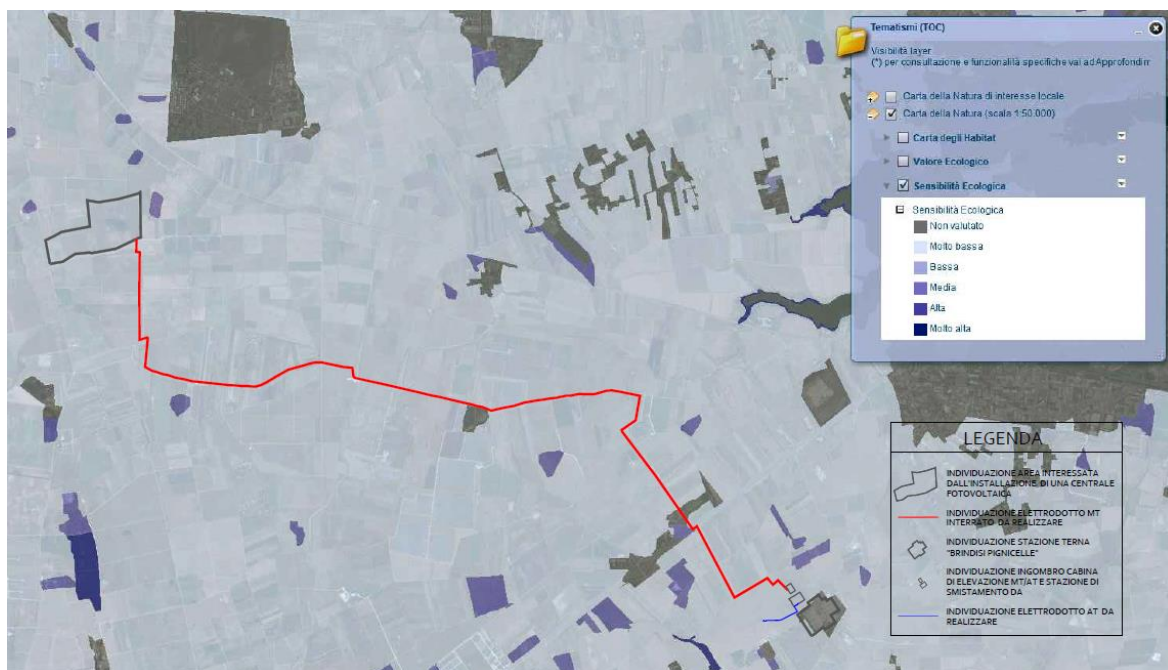 Tematismi (TOC)
Visibilità layer
(*) per consultazione e funzionalità specifiche vai ad Approfondim
Carta della Natura di interesse locale
Carta della Natura (scala 1:50.000)
Carta degli Habitat
Valore Ecologico
Sensibilità Ecologica
Sensibilità Ecologica
Non valutato
Molto bassa
Bassa
Media
Alta
Molto alta
LEGENDA
INDIVIDUAZIONE AREA INTERESSATA
DALL'INSTALLAZIONE DI UNA CENTRALE
FOTOVOLTAICA
INDIVIDUAZIONE ELETTRODOTTO MT
INTERRATO DA REALIZZARE
INDIVIDUAZIONE STAZIONE TERNA
"BRINDISI PIGNICELLE"
INDIVIDUAZIONE INGOMBRO CABINA
DI ELEVAZIONE MT/AT E STAZIONE DI
SMISTAMENTO DA
INDIVIDUAZIONE ELETTRODOTTO AT DA
REALIZZARE